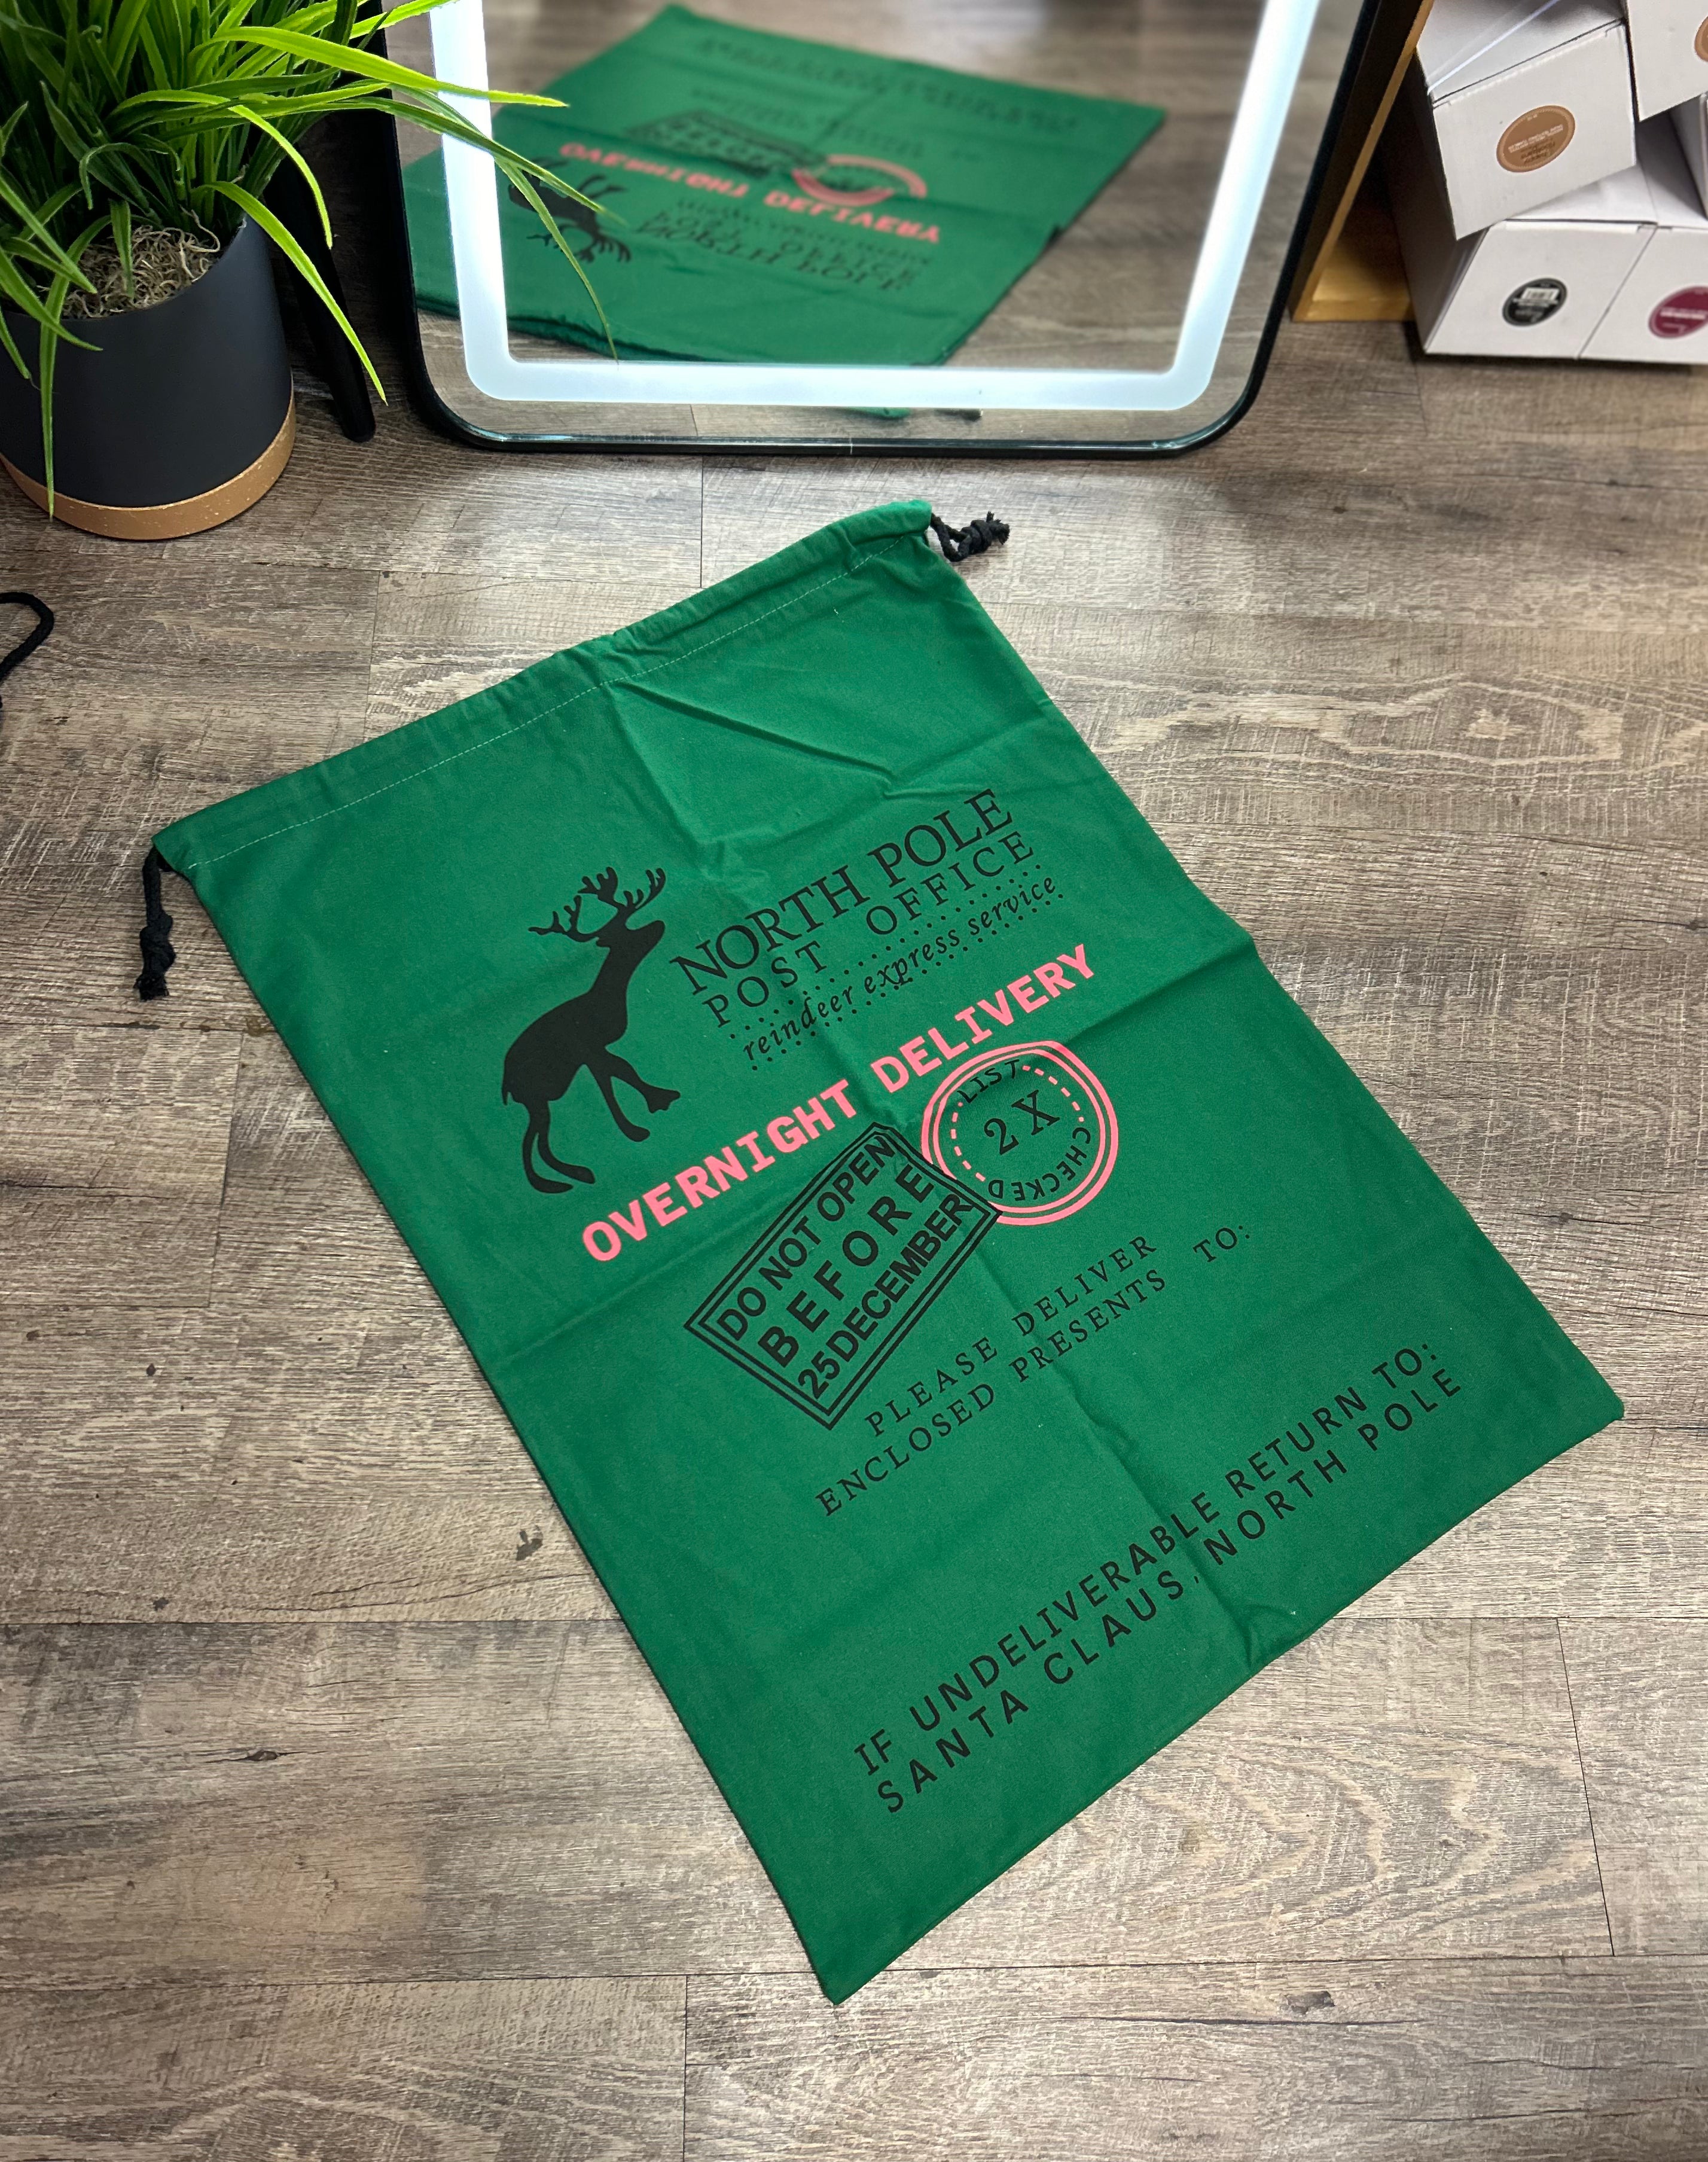 NORTH POLE
POST OFFICE
reindeer express service
OVERNIGHT DELIVERY
LIST
2 X
CHECKED
DO NOT OPEN
BEFORE
25 DECEMBER
PLEASE DELIVER
ENCLOSED PRESENTS TO:
IF UNDELIVERABLE RETURN TO:
SANTA CLAUS, NORTH POLE